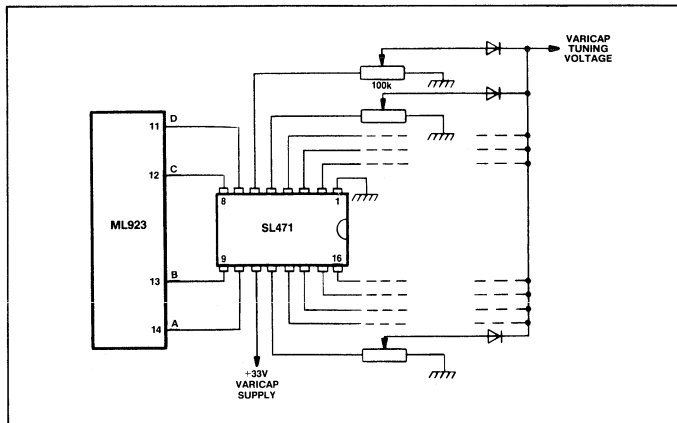 VARICAP
TUNING
VOLTAGE
100k
11 D
12 C
8
1
ML923
SL471
9
16
13 B
14 A
+33V
VARICAP
SUPPLY